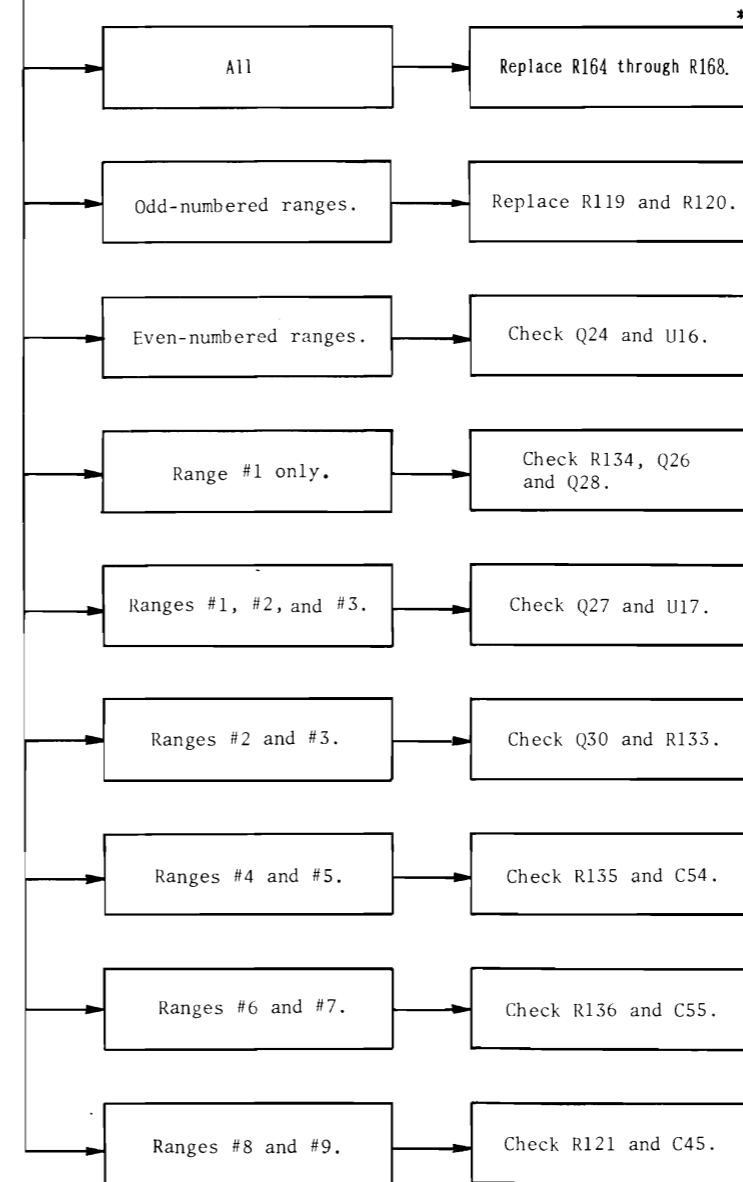 *
All
Replace R164 through R168.
Odd-numbered ranges.
Replace R119 and R120.
Even-numbered ranges.
Check Q24 and U16.
Range #1 only.
Check R134, Q26
and Q28.
Ranges #1, #2, and #3.
Check Q27 and U17.
Ranges #2 and #3.
Check Q30 and R133.
Ranges #4 and #5.
Check R135 and C54.
Ranges #6 and #7.
Check R136 and C55.
Ranges #8 and #9.
Check R121 and C45.